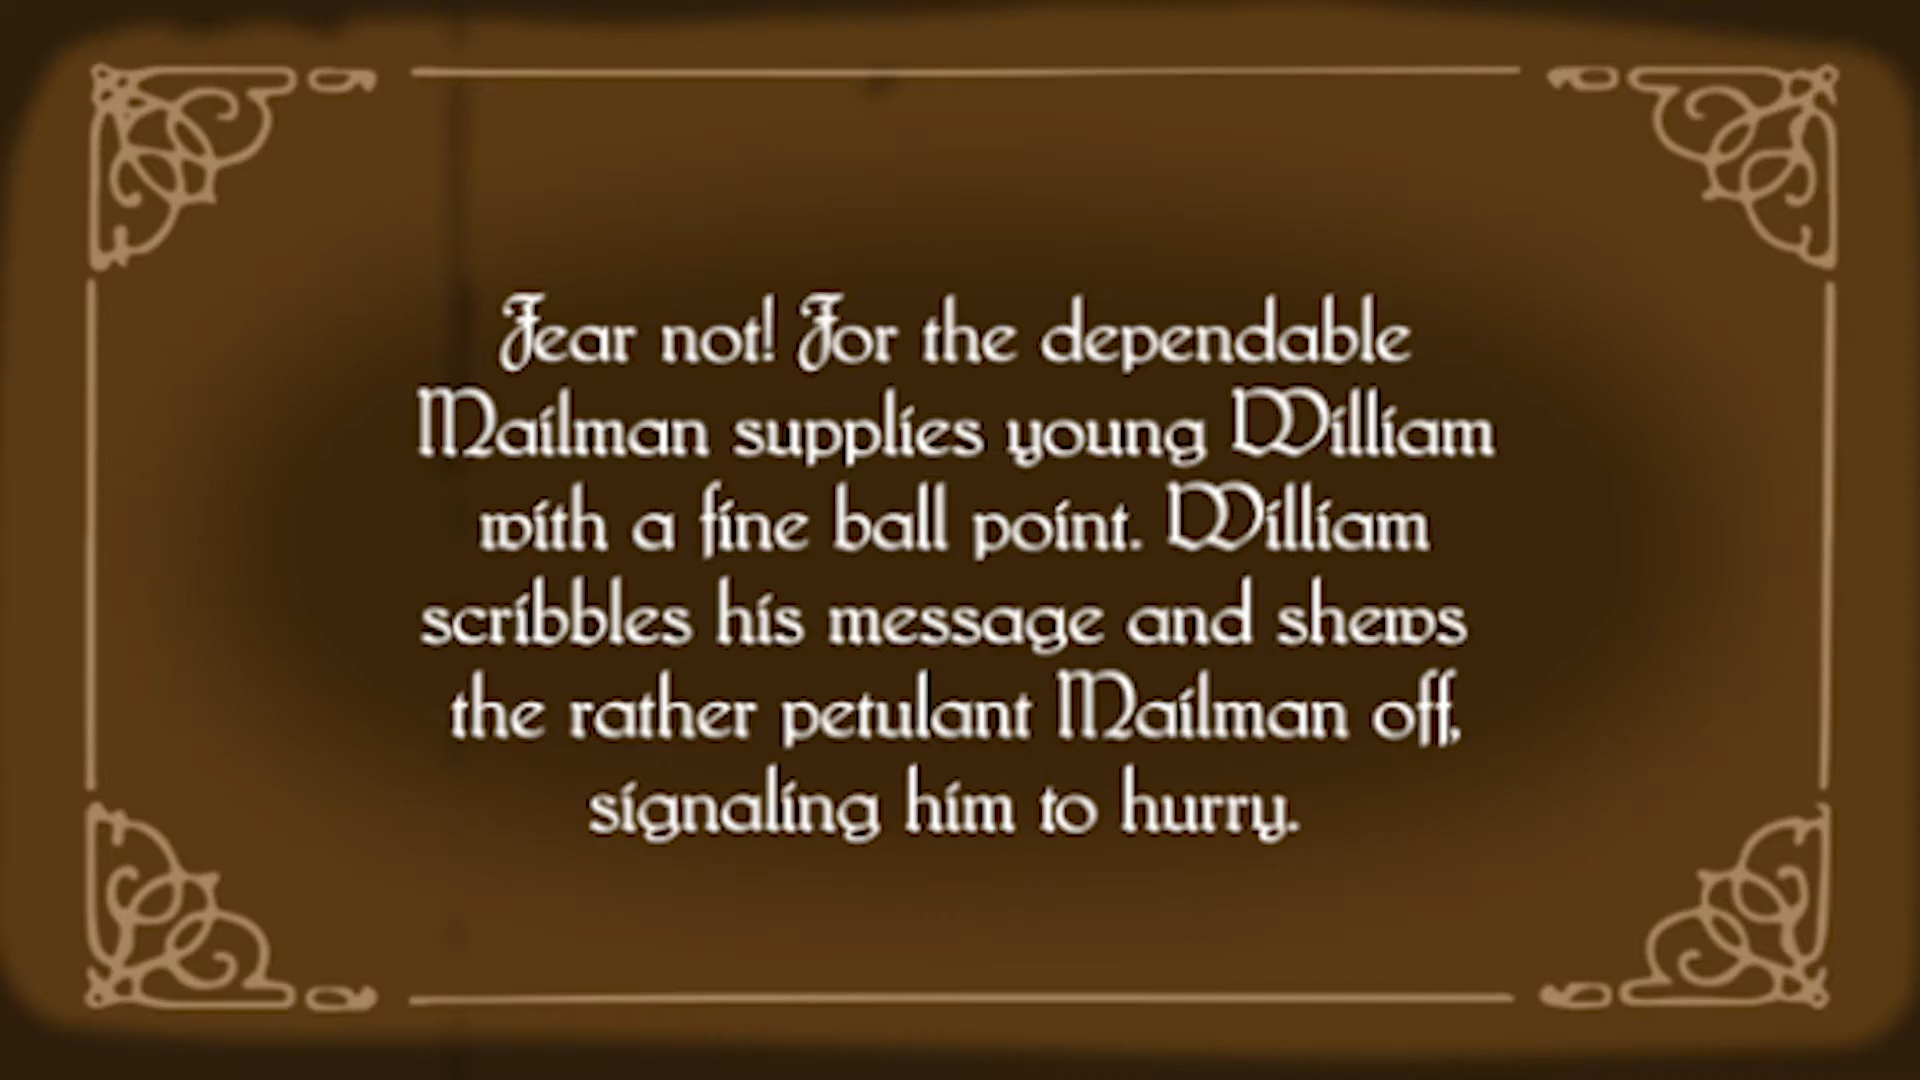 Fear not! For the dependable
Mailman supplies young William
with a fine ball point. William
scribbles his message and shews
the rather petulant Mailman off,
signaling him to hurry.